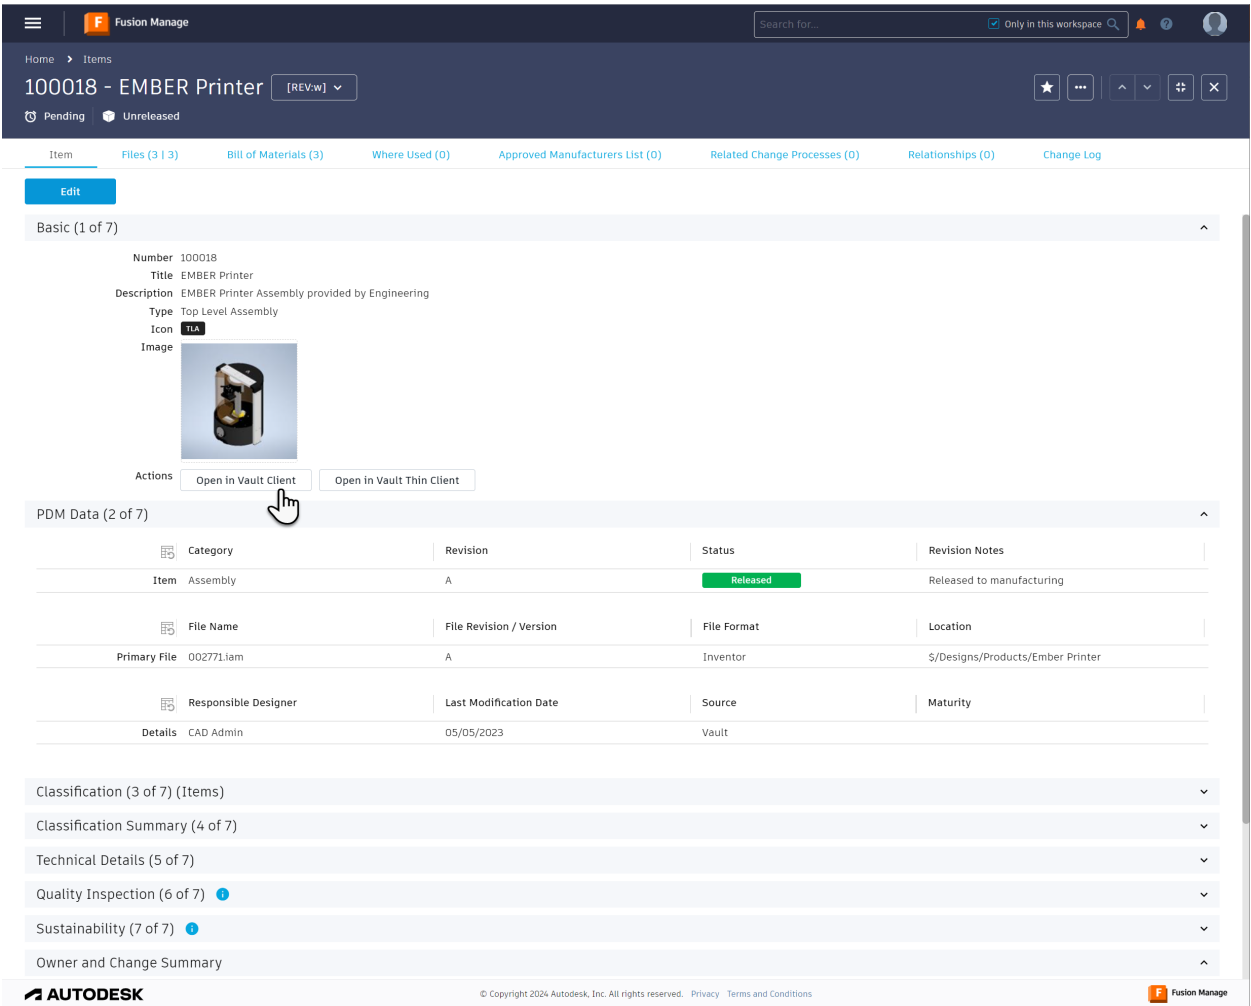 Fusion Manage
Search for... Only in this workspace
Home > Items
100018 - EMBER Printer [REV:w]
Pending Unreleased
Item Files (3 | 3) Bill of Materials (3) Where Used (0) Approved Manufacturers List (0) Related Change Processes (0) Relationships (0) Change Log
Edit
Basic (1 of 7)
Number 100018
Title EMBER Printer
Description EMBER Printer Assembly provided by Engineering
Type Top Level Assembly
Icon TLA
Image
Actions Open in Vault Client Open in Vault Thin Client
PDM Data (2 of 7)
Category Revision Status Revision Notes
Item Assembly A Released Released to manufacturing
File Name File Revision / Version File Format Location
Primary File 002771.iam A Inventor $/Designs/Products/Ember Printer
Responsible Designer Last Modification Date Source Maturity
Details CAD Admin 05/05/2023 Vault
Classification (3 of 7) (Items)
Classification Summary (4 of 7)
Technical Details (5 of 7)
Quality Inspection (6 of 7)
Sustainability (7 of 7)
Owner and Change Summary
AUTODESK © Copyright 2024 Autodesk, Inc. All rights reserved. Privacy Terms and Conditions Fusion Manage